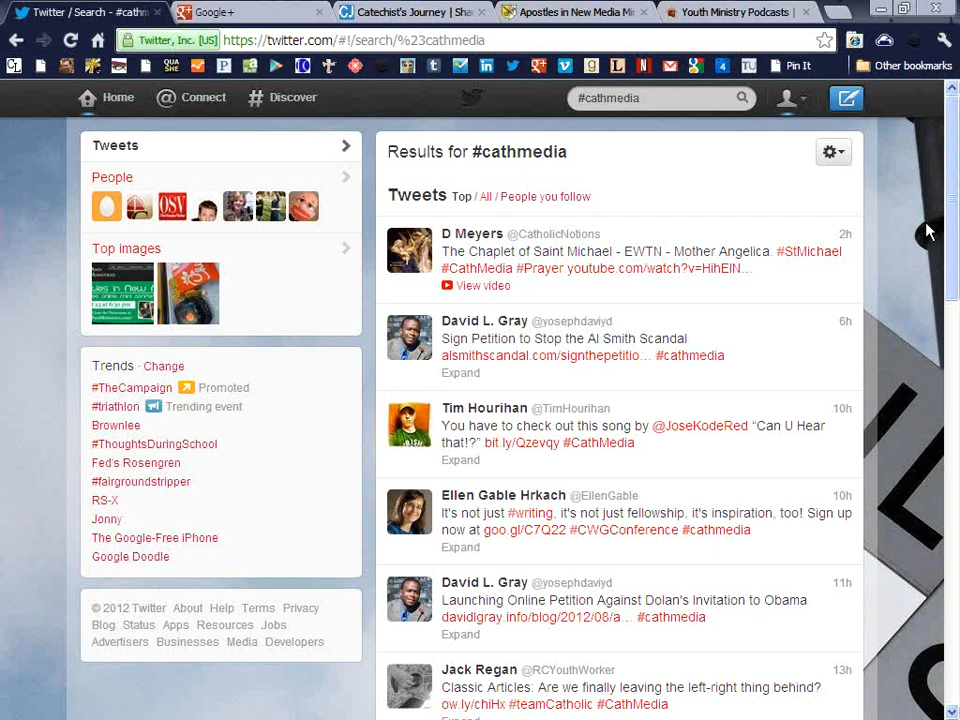 Twitter / Search - #cathm
Google+
Catechist's Journey | Sha
Apostles in New Media Mi
Youth Ministry Podcasts |
Twitter, Inc. [US]
https://twitter.com/#!/search/%23cathmedia
QUA
SHE
Pin It
Other bookmarks
Home
Connect
Discover
#cathmedia
Tweets
People
OSV
Top images
Trends · Change
#TheCampaign Promoted
#triathlon Trending event
Brownlee
#ThoughtsDuringSchool
Fed's Rosengren
#fairgroundstripper
RS-X
Jonny
The Google-Free iPhone
Google Doodle
© 2012 Twitter About Help Terms Privacy
Blog Status Apps Resources Jobs
Advertisers Businesses Media Developers
Results for #cathmedia
Tweets Top / All / People you follow
D Meyers @CatholicNotions 2h
The Chaplet of Saint Michael - EWTN - Mother Angelica. #StMichael
#CathMedia #Prayer youtube.com/watch?v=HihEIN...
View video
David L. Gray @yosephdaviyd 6h
Sign Petition to Stop the Al Smith Scandal
alsmithscandal.com/signthepetitio... #cathmedia
Expand
Tim Hourihan @TimHourihan 10h
You have to check out this song by @JoseKodeRed “Can U Hear
that!?” bit.ly/Qzevqy #CathMedia
Expand
Ellen Gable Hrkach @EllenGable 10h
It's not just #writing, it's not just fellowship, it's inspiration, too! Sign up
now at goo.gl/C7Q22 #CWGConference #cathmedia
Expand
David L. Gray @yosephdaviyd 11h
Launching Online Petition Against Dolan's Invitation to Obama
davidlgray.info/blog/2012/08/a... #cathmedia
Expand
Jack Regan @RCYouthWorker 13h
Classic Articles: Are we finally leaving the left-right thing behind?
ow.ly/chiHx #teamCatholic #CathMedia